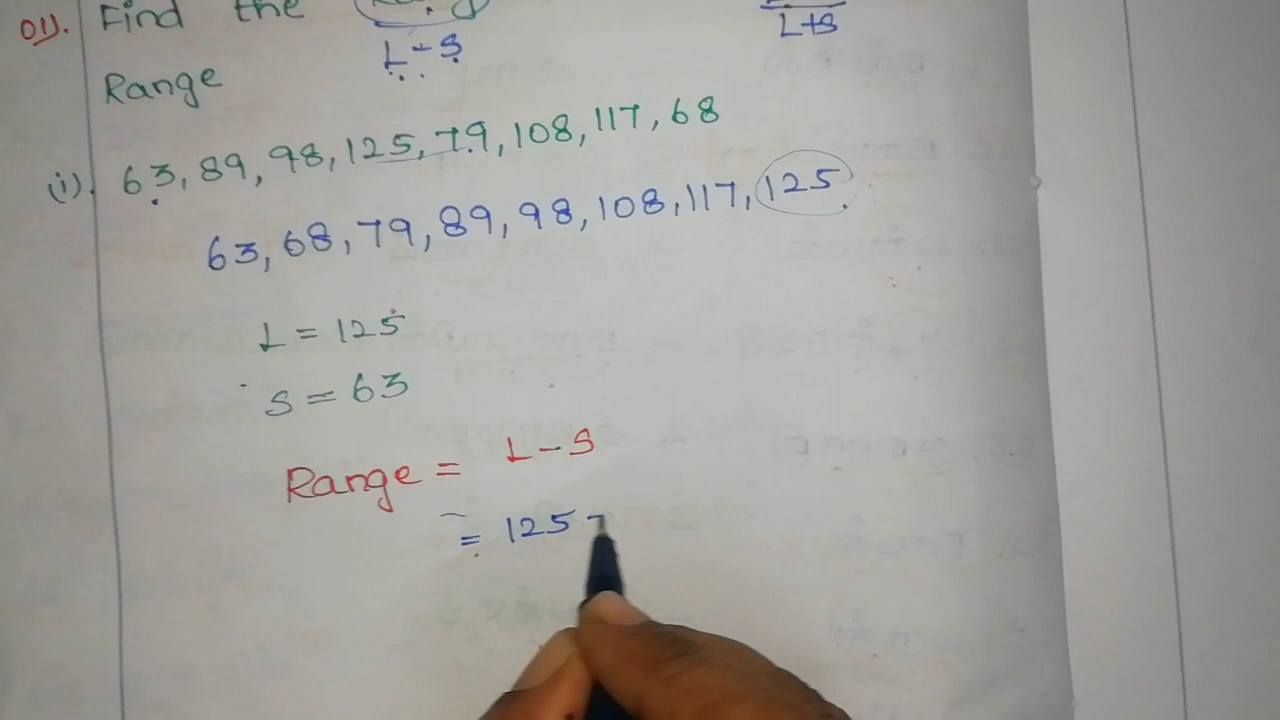 01). Find the
L - S
L+S
Range
(i). 63, 89, 98, 125, 79, 108, 117, 68
63, 68, 79, 89, 98, 108, 117, 125
L = 125
S = 63
Range = L - S
= 125 -